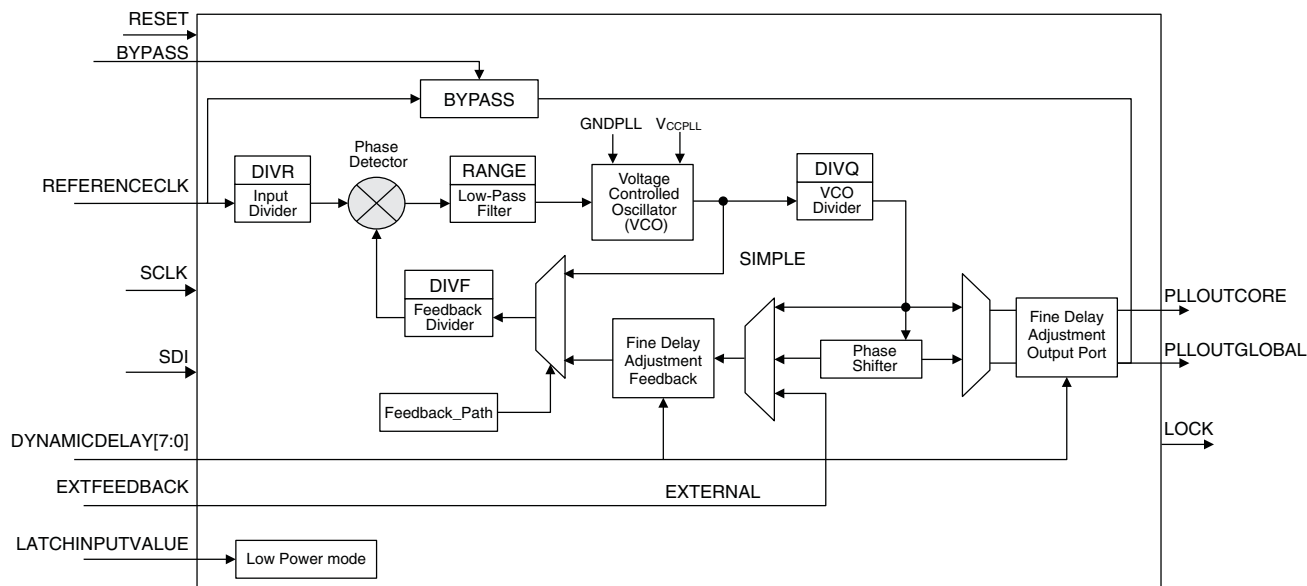 RESET
BYPASS
BYPASS
GNDPLL
VCCPLL
Phase
Detector
DIVR
Input
Divider
RANGE
Low-Pass
Filter
Voltage
Controlled
Oscillator
(VCO)
DIVQ
VCO
Divider
REFERENCECLK
SIMPLE
SCLK
DIVF
Feedback
Divider
Fine Delay
Adjustment
Feedback
Phase
Shifter
Fine Delay
Adjustment
Output Port
PLLOUTCORE
PLLOUTGLOBAL
SDI
Feedback_Path
DYNAMICDELAY[7:0]
LOCK
EXTFEEDBACK
EXTERNAL
LATCHINPUTVALUE
Low Power mode